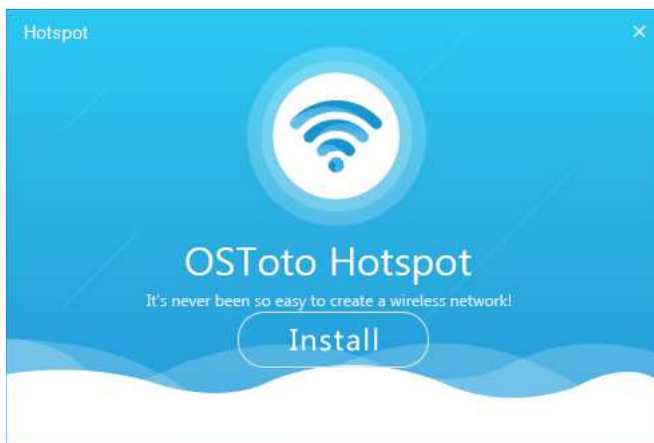 Hotspot
OSToto Hotspot
It's never been so easy to create a wireless network!
Install